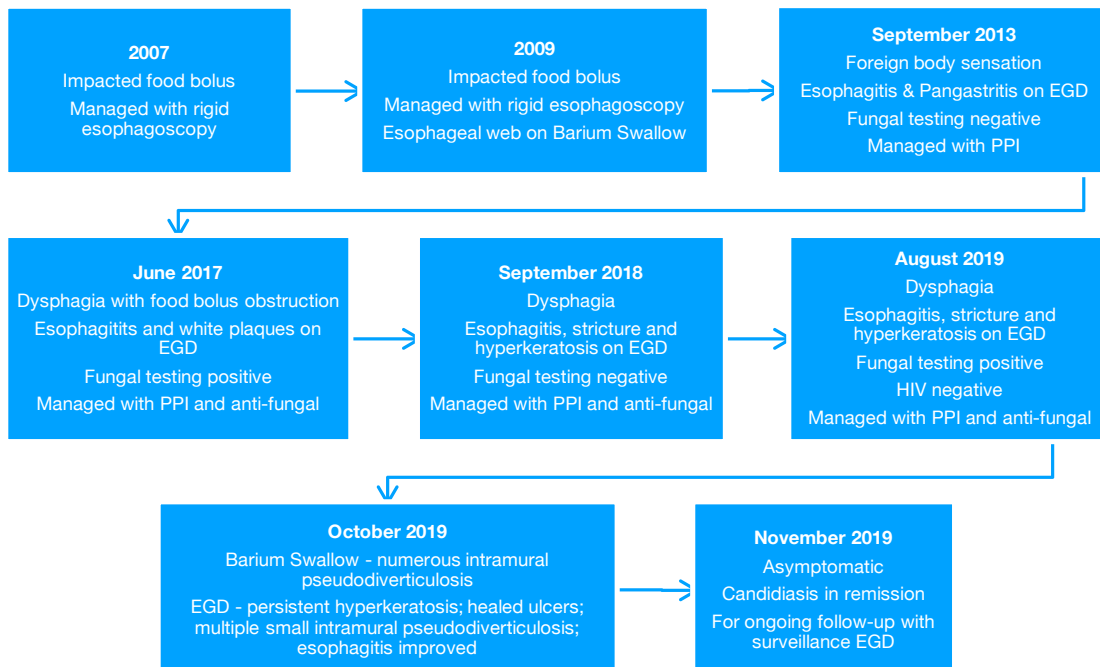 2007
Impacted food bolus
Managed with rigid
esophagoscopy
2009
Impacted food bolus
Managed with rigid esophagoscopy
Esophageal web on Barium Swallow
September 2013
Foreign body sensation
Esophagitis & Pangastritis on EGD
Fungal testing negative
Managed with PPI
June 2017
Dysphagia with food bolus obstruction
Esophagitits and white plaques on
EGD
Fungal testing positive
Managed with PPI and anti-fungal
September 2018
Dysphagia
Esophagitis, stricture and
hyperkeratosis on EGD
Fungal testing negative
Managed with PPI and anti-fungal
August 2019
Dysphagia
Esophagitis, stricture and
hyperkeratosis on EGD
Fungal testing positive
HIV negative
Managed with PPI and anti-fungal
October 2019
Barium Swallow - numerous intramural
pseudodiverticulosis
EGD - persistent hyperkeratosis; healed ulcers;
multiple small intramural pseudodiverticulosis;
esophagitis improved
November 2019
Asymptomatic
Candidiasis in remission
For ongoing follow-up with
surveillance EGD